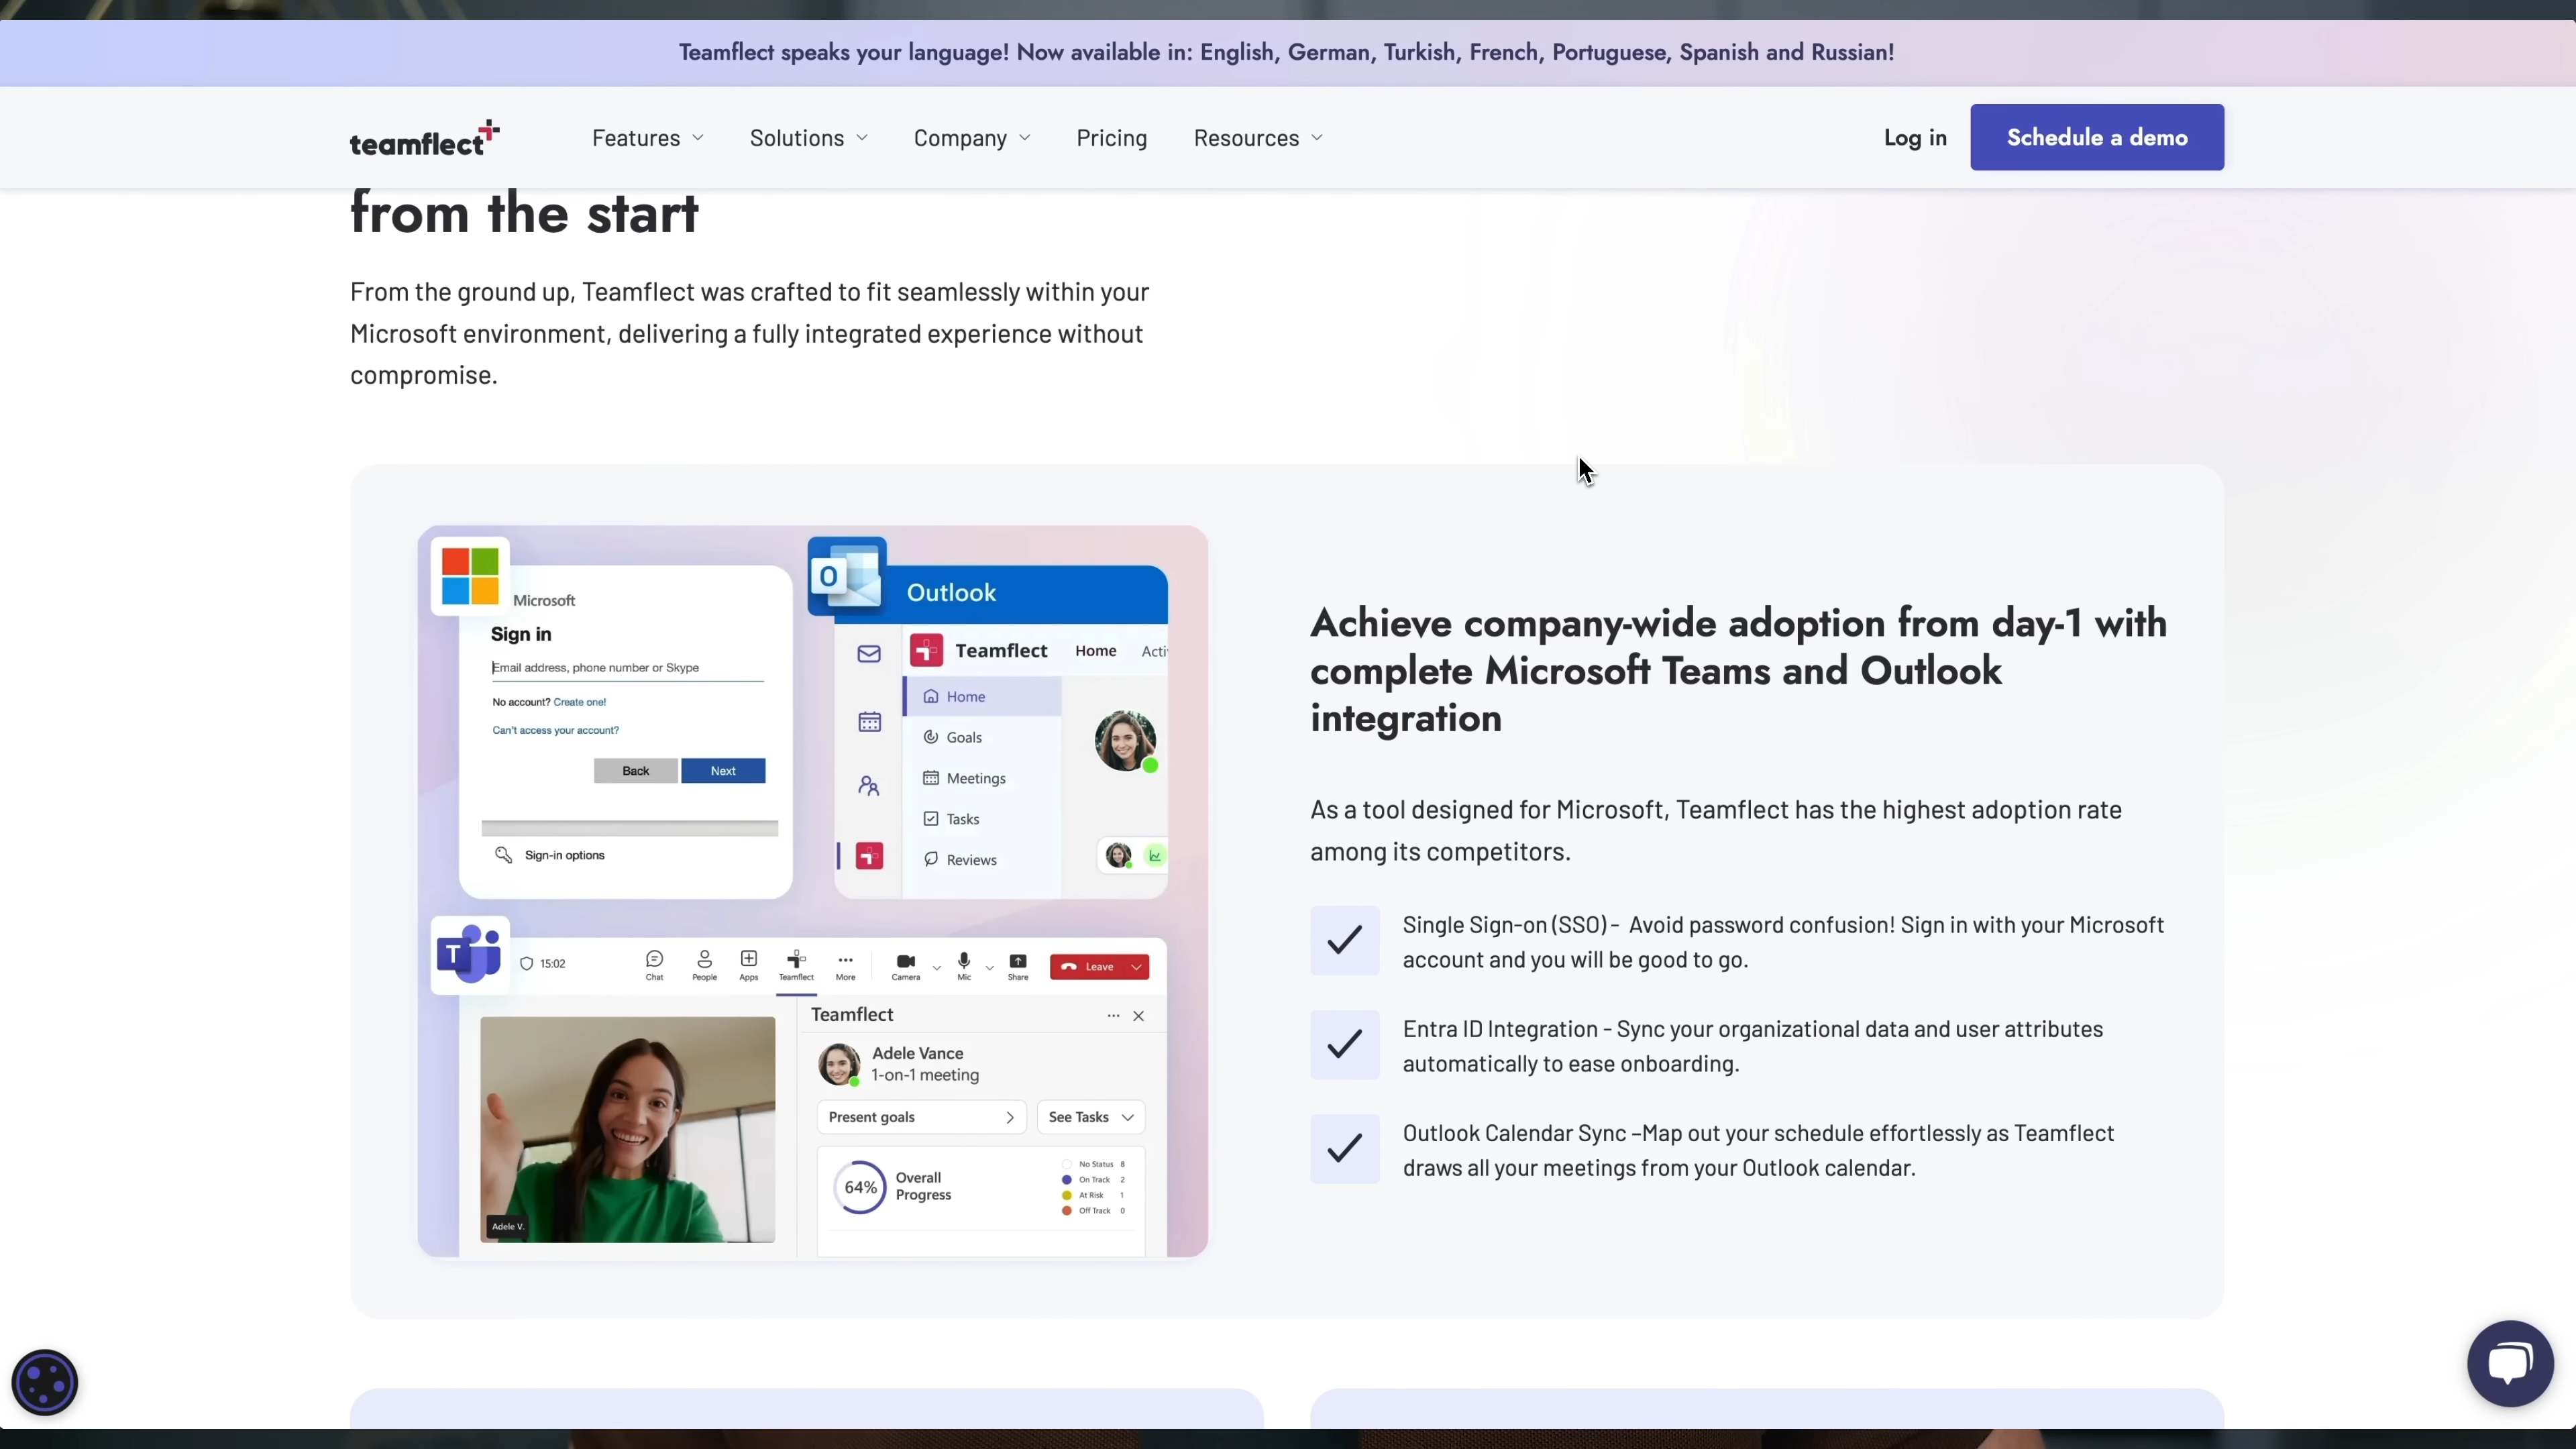 Teamflect speaks your language! Now available in: English, German, Turkish, French, Portuguese, Spanish and Russian!
teamflect
Features
Solutions
Company
Pricing
Resources
Log in
Schedule a demo
from the start
From the ground up, Teamflect was crafted to fit seamlessly within your
Microsoft environment, delivering a fully integrated experience without
compromise.
Microsoft
Sign in
Email address, phone number or Skype
No account? Create one!
Can't access your account?
Back
Next
Sign-in options
O
Outlook
Teamflect
Home
Acti
Home
Goals
Meetings
Tasks
Reviews
T
15:02
Chat
People
Apps
Teamflect
More
Camera
Mic
Share
Leave
Adele V.
Teamflect
Adele Vance
1-on-1 meeting
Present goals
See Tasks
64%
Overall
Progress
No Status 8
On Track 2
At Risk 1
Off Track 0
Achieve company-wide adoption from day-1 with
complete Microsoft Teams and Outlook
integration
As a tool designed for Microsoft, Teamflect has the highest adoption rate
among its competitors.
Single Sign-on (SSO) - Avoid password confusion! Sign in with your Microsoft
account and you will be good to go.
Entra ID Integration - Sync your organizational data and user attributes
automatically to ease onboarding.
Outlook Calendar Sync –Map out your schedule effortlessly as Teamflect
draws all your meetings from your Outlook calendar.